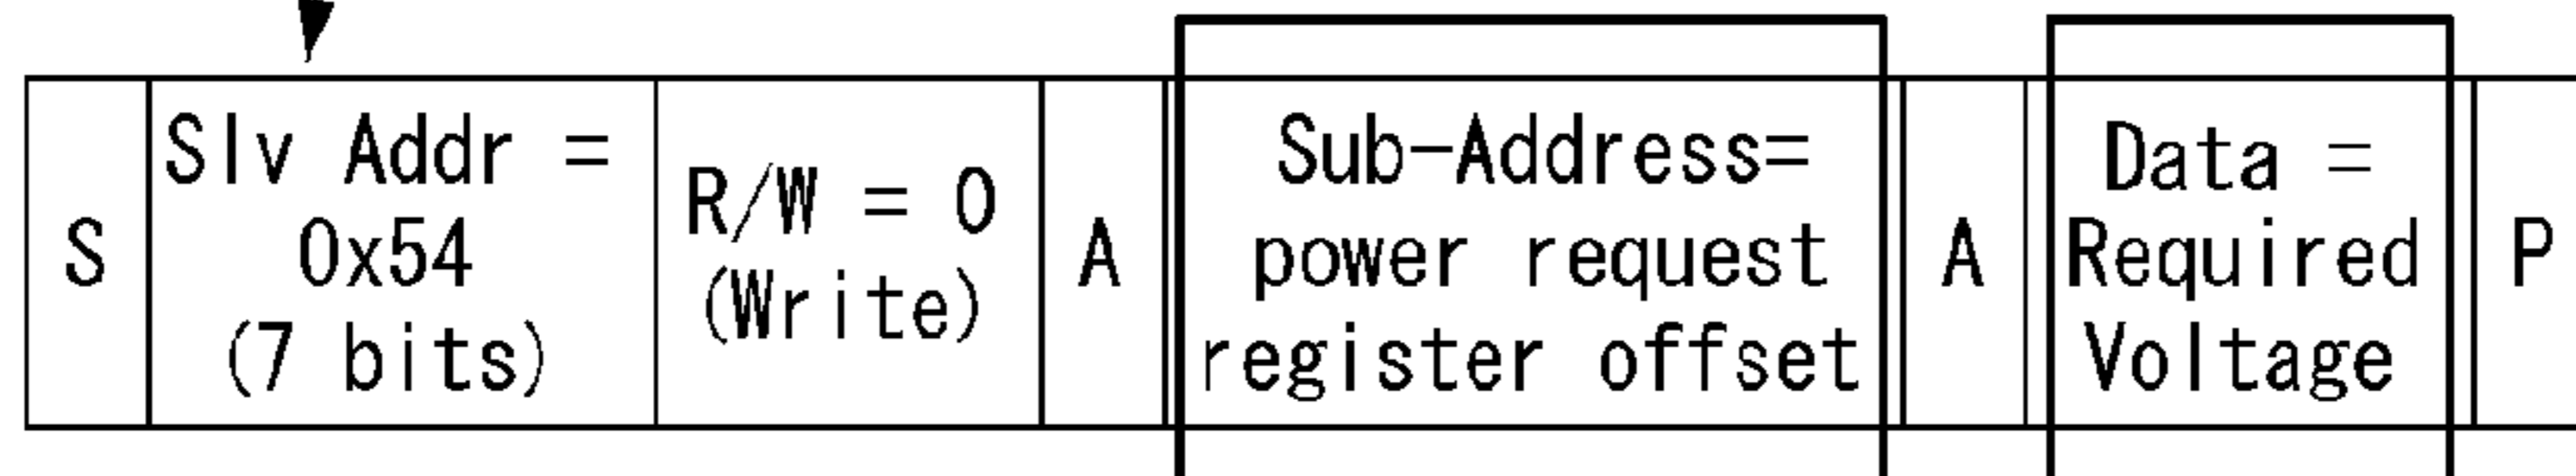 S
Slv Addr =
0x54
(7 bits)
R/W = 0
(Write)
A
Sub-Address=
power request
register offset
A
Data =
Required
Voltage
P